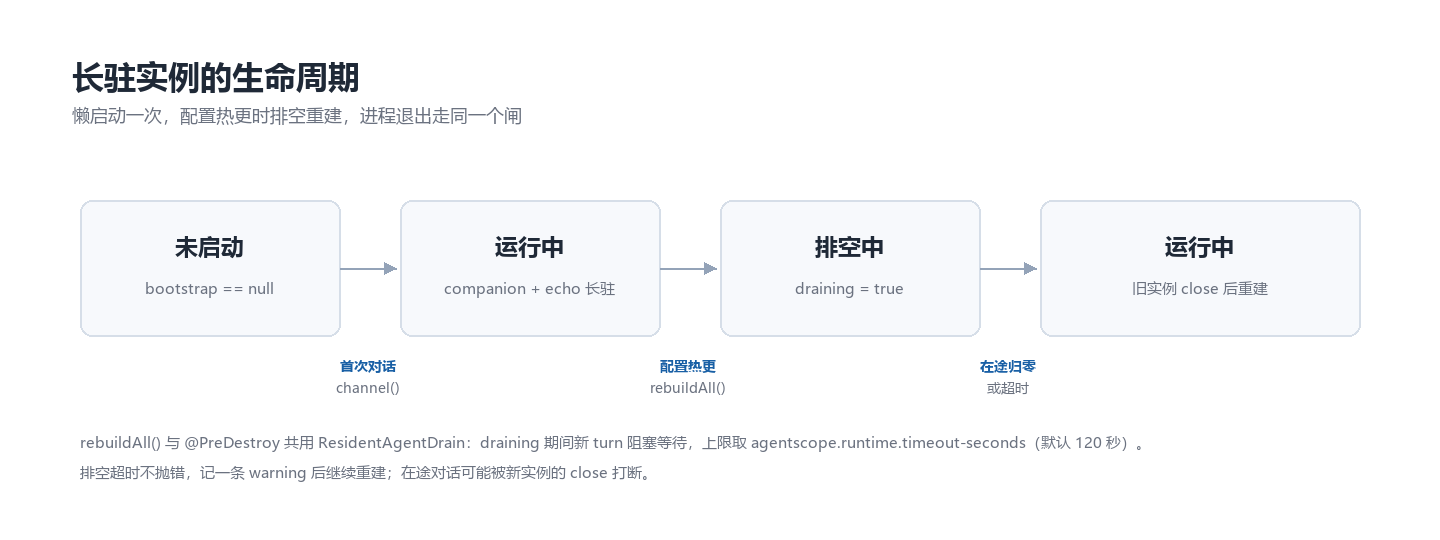 长驻实例的生命周期
懒启动一次，配置热更时排空重建，进程退出走同一个闸
未启动
bootstrap == null
运行中
companion + echo 长驻
排空中
draining = true
运行中
旧实例 close 后重建
首次对话
channel()
配置热更
rebuildAll()
在途归零
或超时
rebuildAll() 与 @PreDestroy 共用 ResidentAgentDrain：draining 期间新 turn 阻塞等待，上限取 agentscope.runtime.timeout-seconds（默认 120 秒）。
排空超时不抛错，记一条 warning 后继续重建；在途对话可能被新实例的 close 打断。